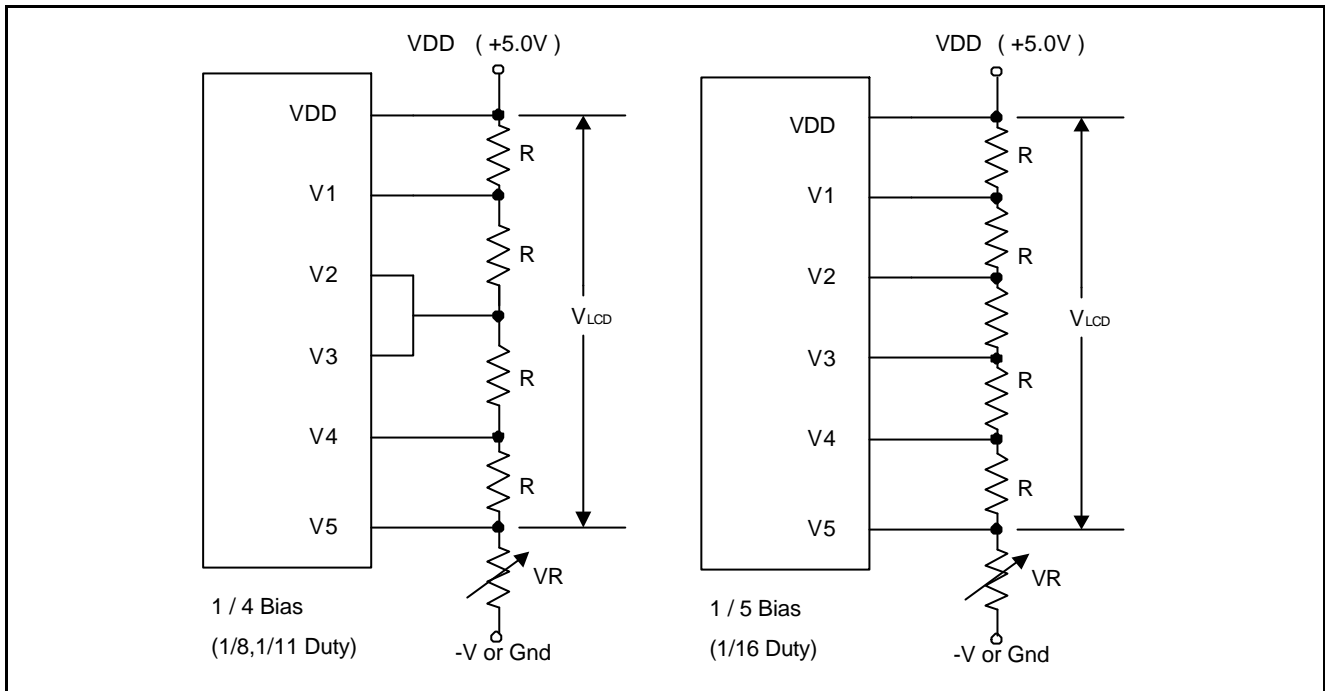 VDD ( +5.0V )
VDD
R
V1
R
V2
V3
VLCD
R
V4
R
V5
VR
1 / 4 Bias
(1/8,1/11 Duty)
-V or Gnd
VDD ( +5.0V )
VDD
R
V1
R
V2
VLCD
V3
R
V4
R
V5
VR
1 / 5 Bias
(1/16 Duty)
-V or Gnd